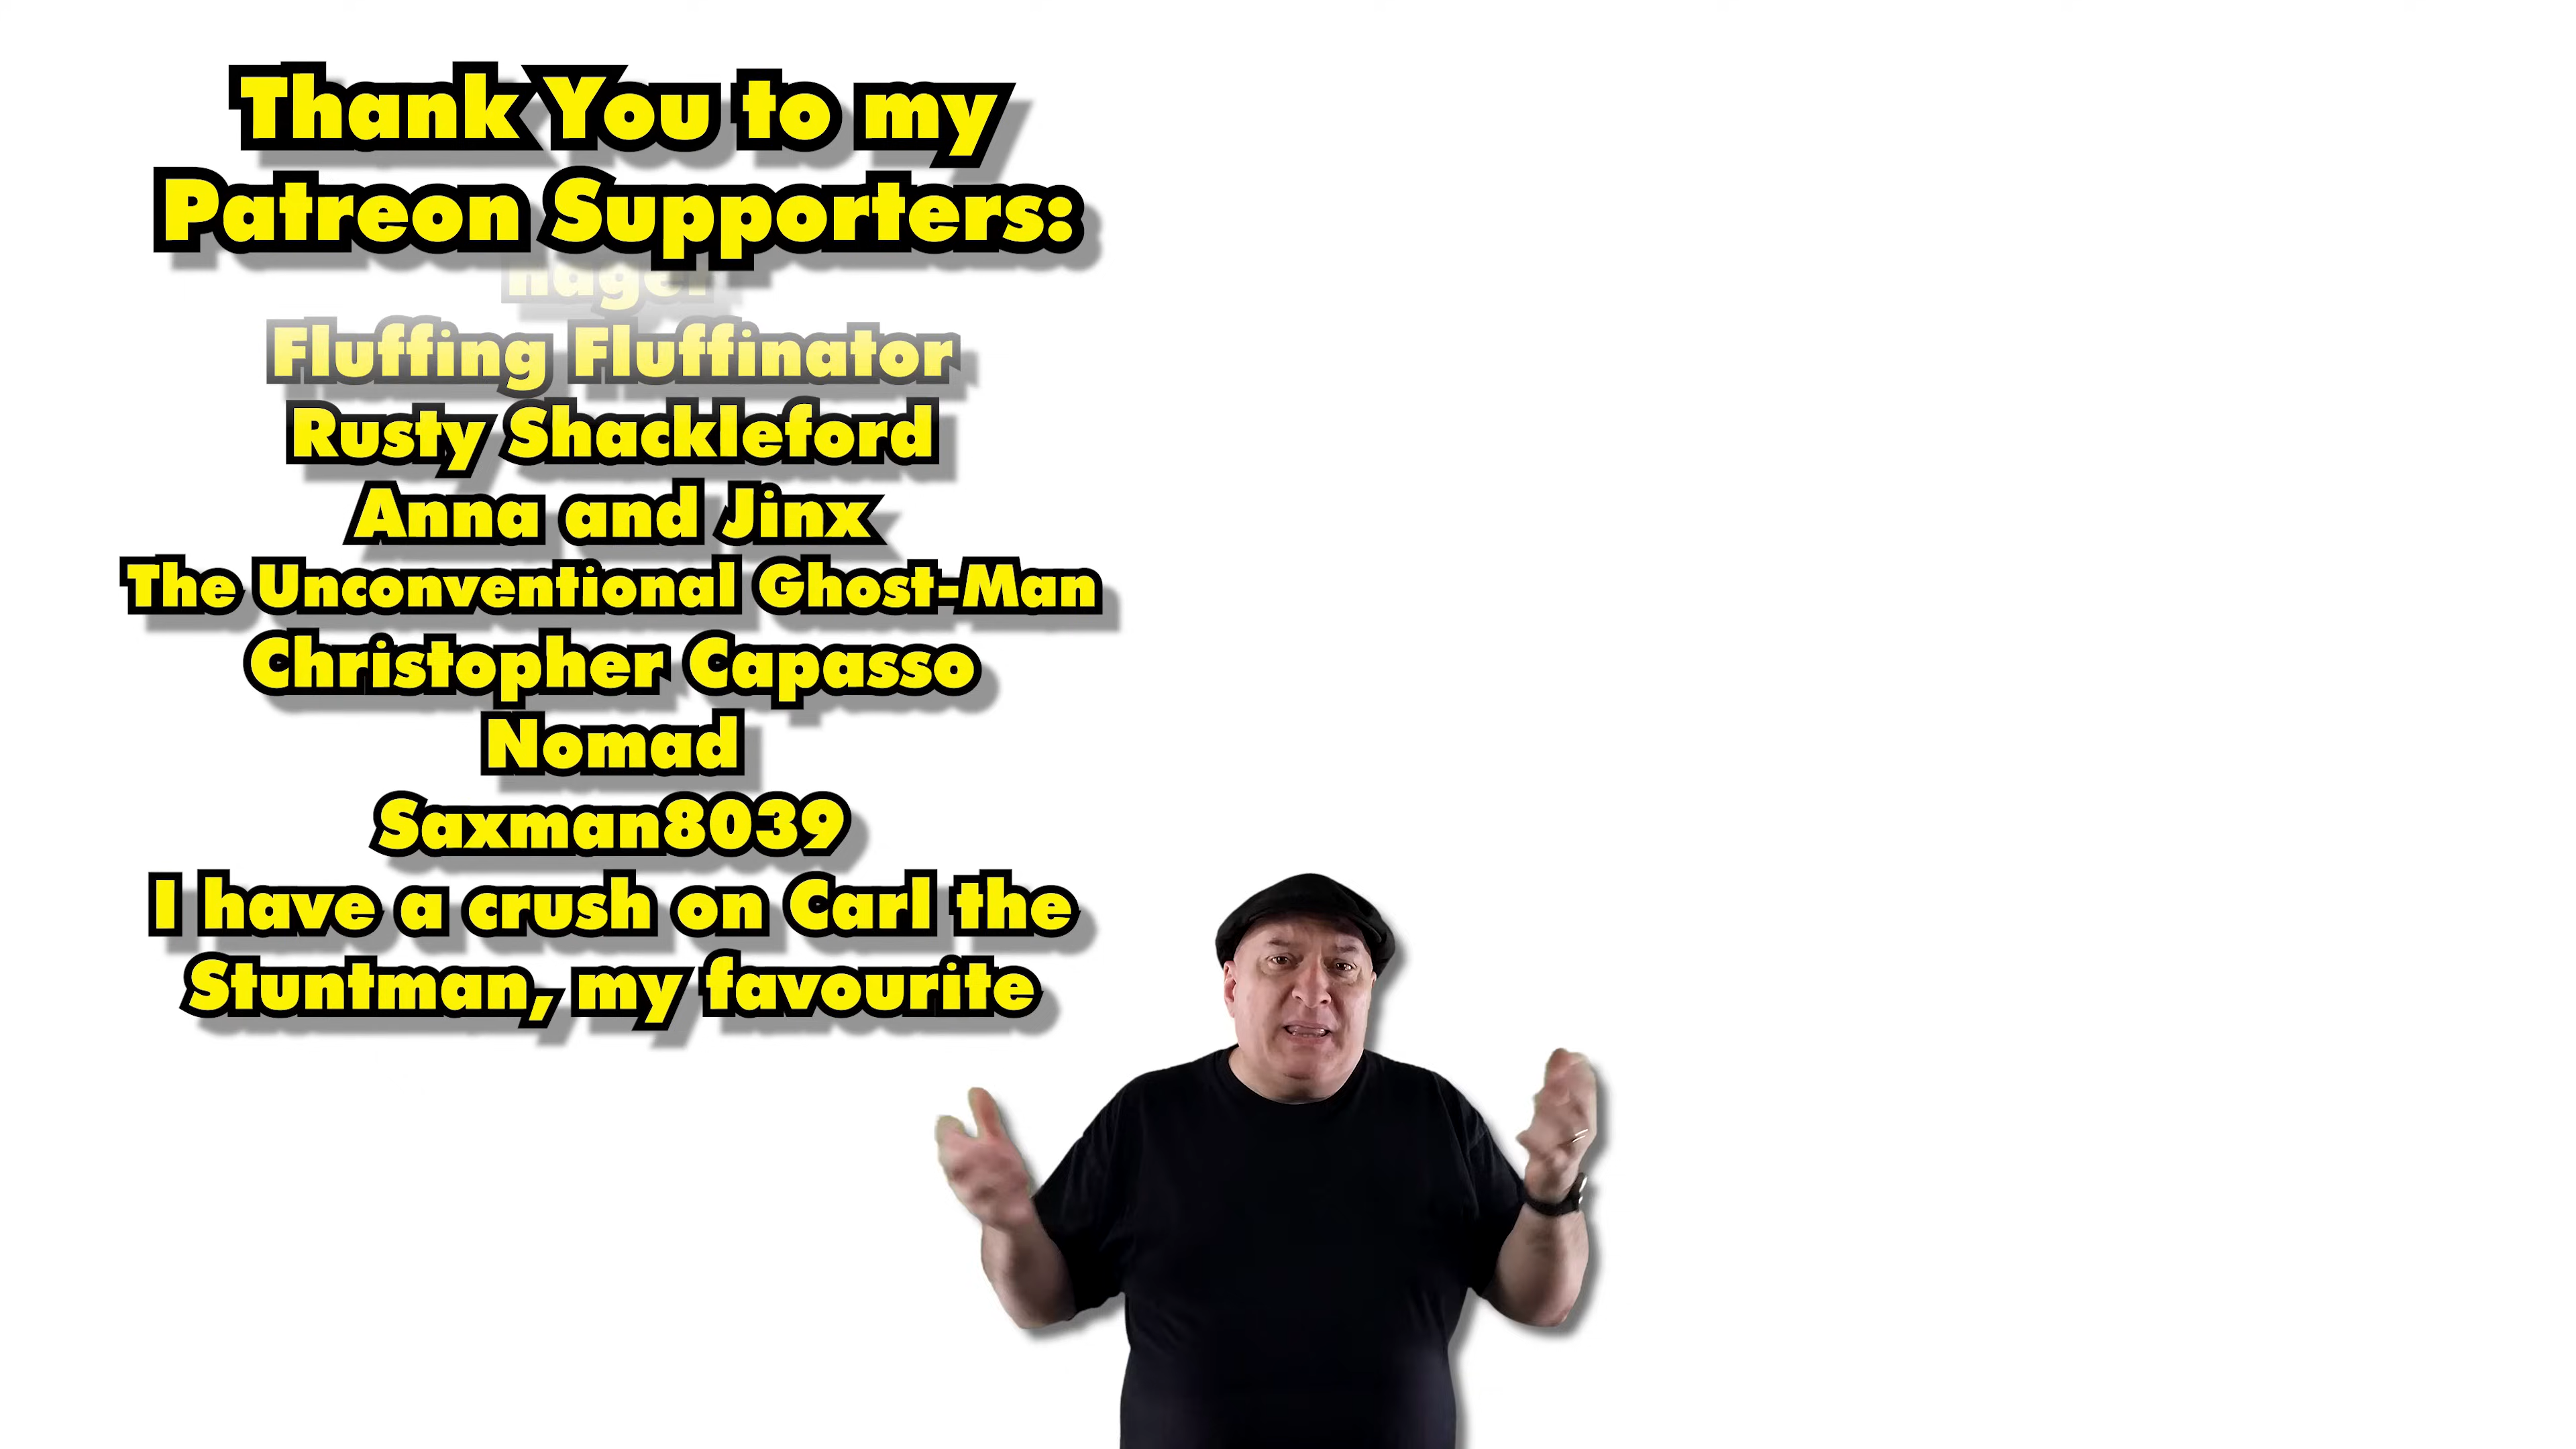 Thank You to my
Patreon Supporters:
Fluffing Fluffinator
Rusty Shackleford
Anna and Jinx
The Unconventional Ghost-Man
Christopher Capasso
Nomad
Saxman8039
I have a crush on Carl the
Stuntman, my favourite